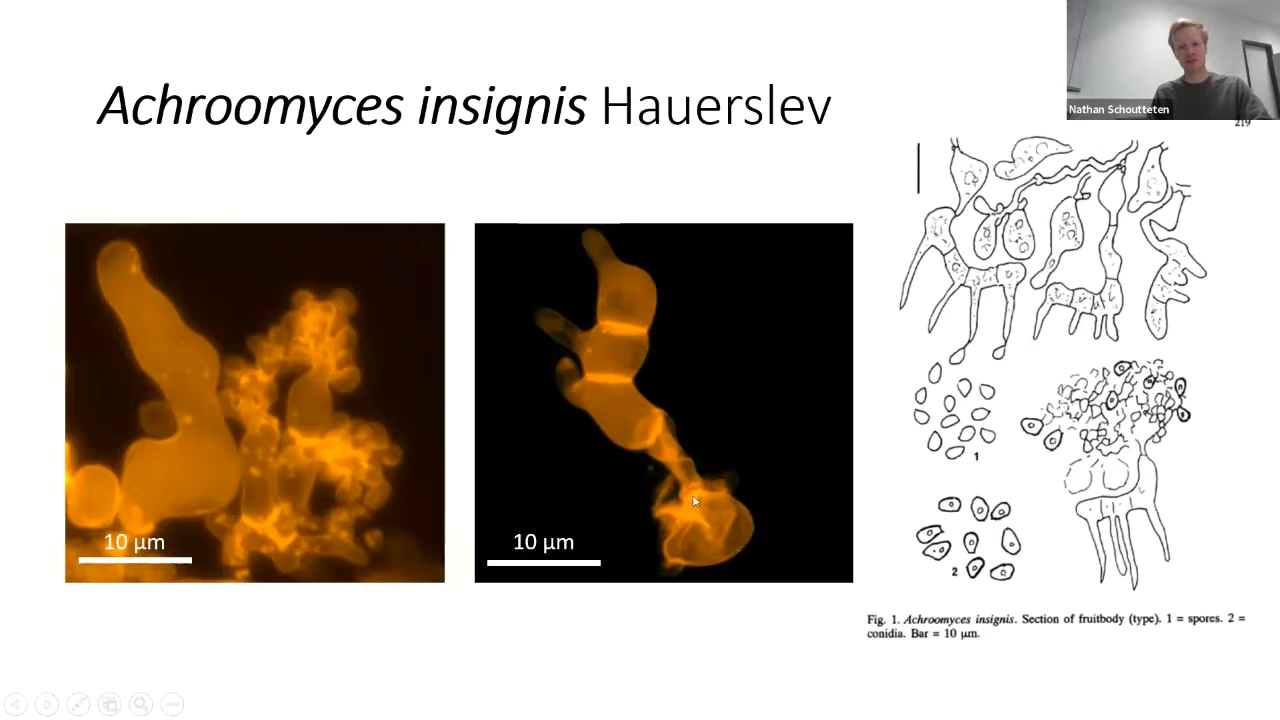 Achroomyces insignis Hauerslev
Nathan Schoutteten
219
10 µm
10 µm
1
2
Fig. 1. Achroomyces insignis. Section of fruitbody (type). 1 = spores. 2 =
conidia. Bar = 10 µm.